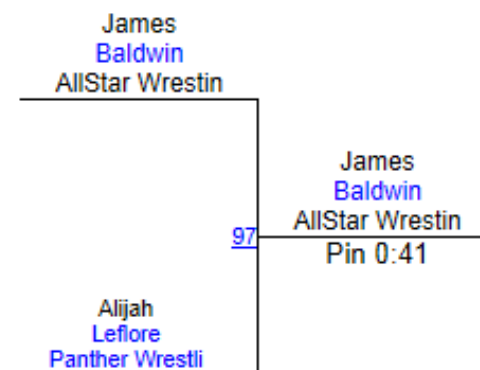 James
Baldwin
AllStar Wrestin
James
Baldwin
AllStar Wrestin
97
Pin 0:41
Alijah
Leflore
Panther Wrestli